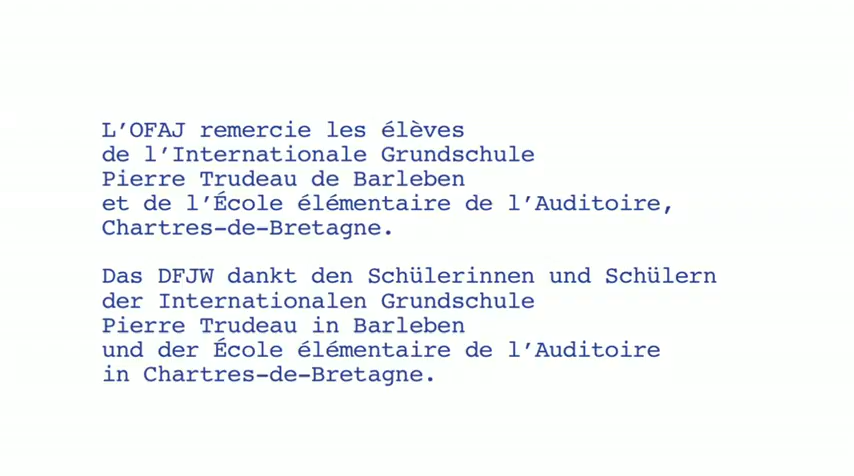 L’OFAJ remercie les élèves
de l’Internationale Grundschule
Pierre Trudeau de Barleben
et de l’École élémentaire de l’Auditoire,
Chartres-de-Bretagne.
Das DFJW dankt den Schülerinnen und Schülern
der Internationalen Grundschule
Pierre Trudeau in Barleben
und der École élémentaire de l’Auditoire
in Chartres-de-Bretagne.